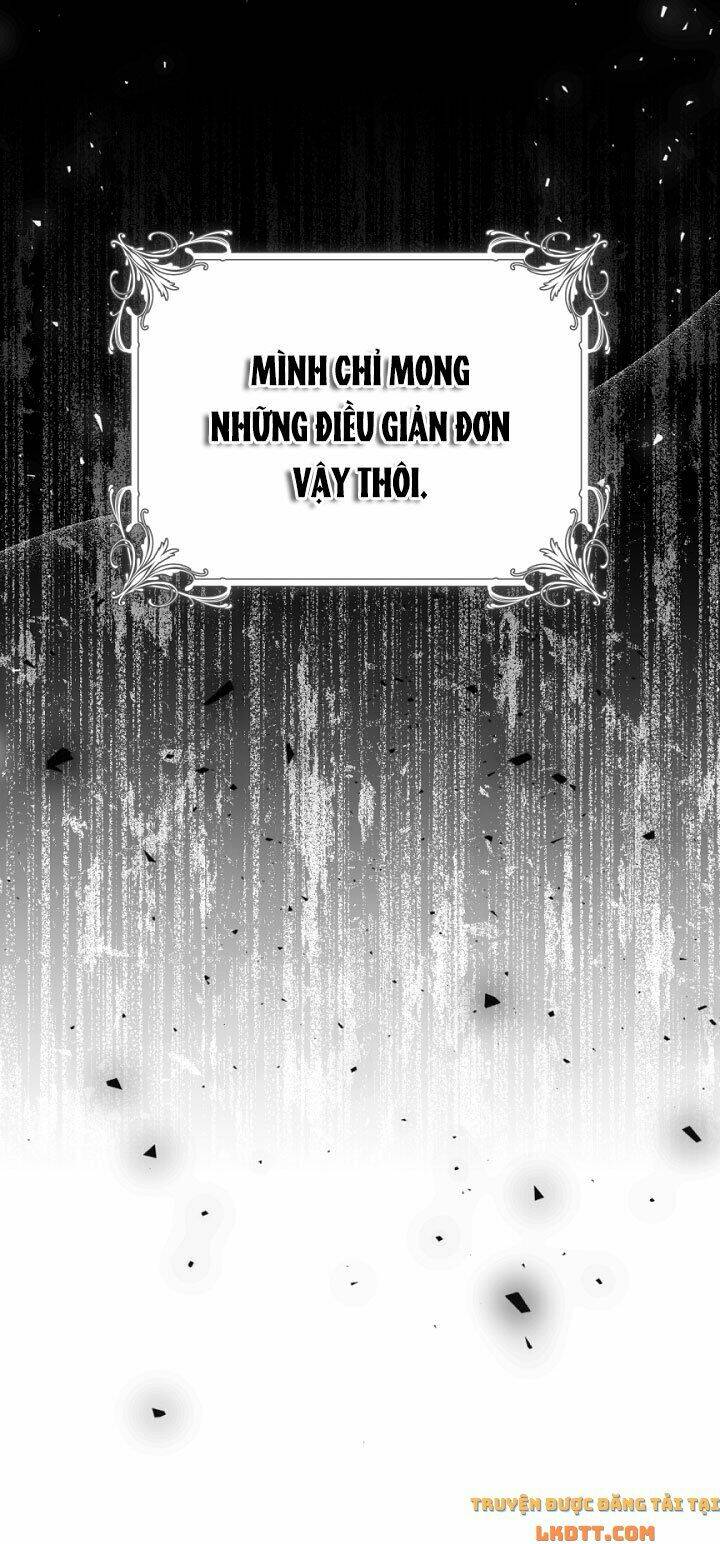 MÌNH CHỈ MONG
NHỮNG ĐIỀU GIẢN ĐƠN
VẬY THÔI.
TRUYỆN ĐƯỢC ĐĂNG TẢI TẠI
LKDTT.COM